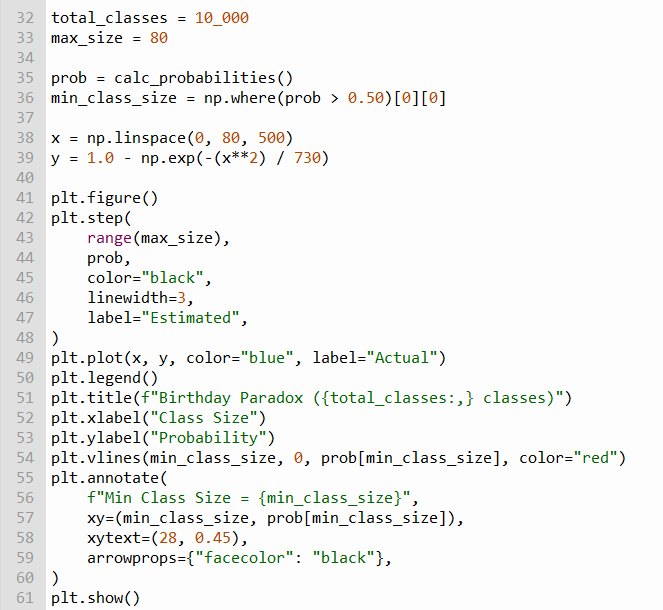 32 total_classes = 10_000
33 max_size = 80
34
35 prob = calc_probabilities()
36 min_class_size = np.where(prob > 0.50)[0][0]
37
38 x = np.linspace(0, 80, 500)
39 y = 1.0 - np.exp(-(x**2) / 730)
40
41 plt.figure()
42 plt.step(
43     range(max_size),
44     prob,
45     color="black",
46     linewidth=3,
47     label="Estimated",
48 )
49 plt.plot(x, y, color="blue", label="Actual")
50 plt.legend()
51 plt.title(f"Birthday Paradox ({total_classes:,} classes)")
52 plt.xlabel("Class Size")
53 plt.ylabel("Probability")
54 plt.vlines(min_class_size, 0, prob[min_class_size], color="red")
55 plt.annotate(
56     f"Min Class Size = {min_class_size}",
57     xy=(min_class_size, prob[min_class_size]),
58     xytext=(28, 0.45),
59     arrowprops={"facecolor": "black"},
60 )
61 plt.show()